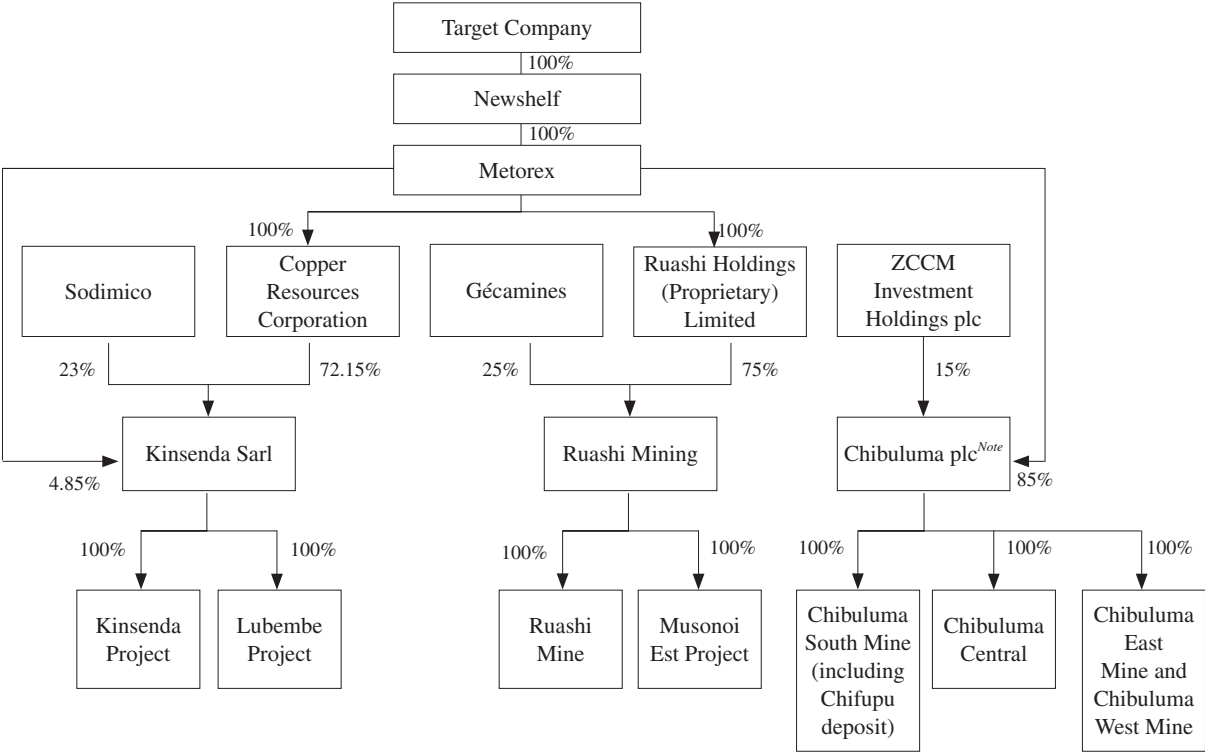 Target Company
100%
Newshelf
100%
Metorex
100%
100%
Sodimico
Copper
Resources
Corporation
Gécamines
Ruashi Holdings
(Proprietary)
Limited
ZCCM
Investment
Holdings plc
23%
72.15%
25%
75%
15%
Kinsenda Sarl
Ruashi Mining
Chibuluma plcNote
4.85%
85%
100%
100%
100%
100%
100%
100%
100%
Kinsenda
Project
Lubembe
Project
Ruashi
Mine
Musonoi
Est Project
Chibuluma
South Mine
(including
Chifupu
deposit)
Chibuluma
Central
Chibuluma
East
Mine and
Chibuluma
West Mine